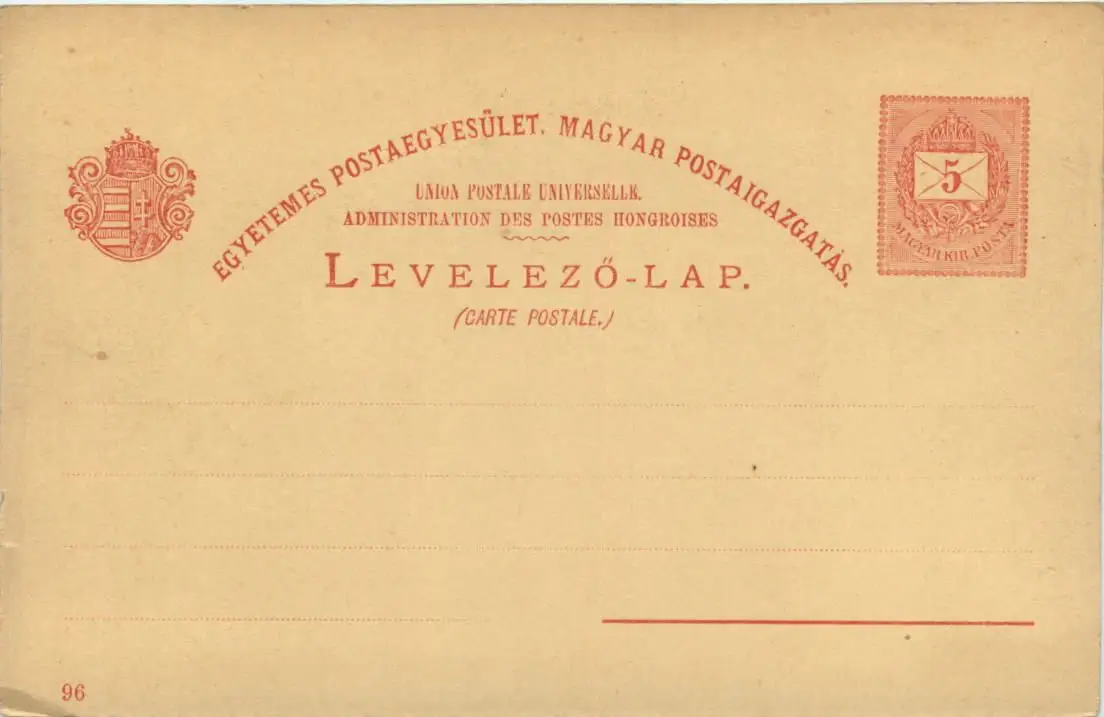 EGYETEMES POSTAEGYESÜLET. MAGYAR POSTAIGAZGATÁS.
UNION POSTALE UNIVERSELLE.
ADMINISTRATION DES POSTES HONGROISES
LEVELEZŐ-LAP.
(CARTE POSTALE.)
5
MAGYAR KIR. POSTA
96